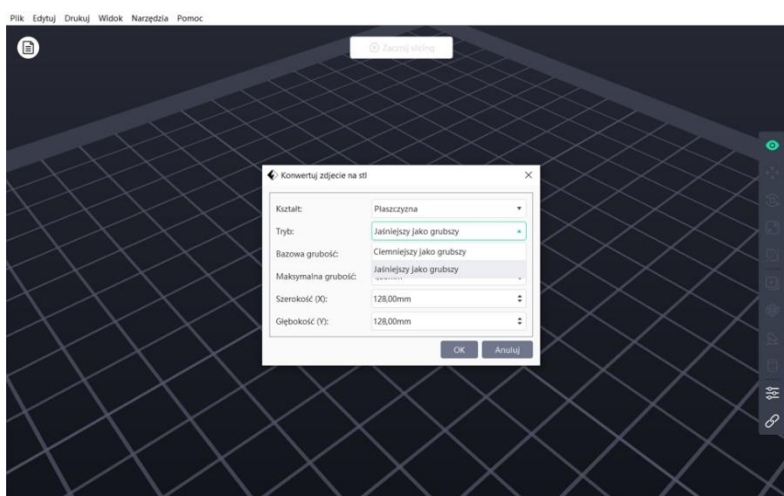 Plik Edytuj Drukuj Widok Narzędzia Pomoc
Zacznij slicing
Konwertuj zdjecie na stl
Kształt: Płaszczyzna
Tryb: Jaśniejszy jako grubszy
Bazowa grubość: Ciemniejszy jako grubszy
Jaśniejszy jako grubszy
Maksymalna grubość:
Szerokość (X): 128,00mm
Głębokość (Y): 128,00mm
OK Anuluj